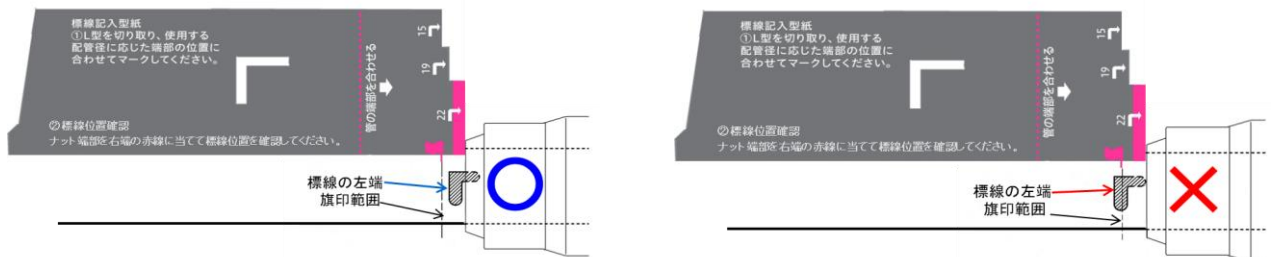 標線記入型紙
①L型を切り取り、使用する
配管径に応じた端部の位置に
合わせてマークしてください。
15
19
22
管の端部を合わせる
②標線位置確認
ナット端部を右端の赤線に当てて標線位置を確認してください。
標線の左端
旗印範囲
標線記入型紙
①L型を切り取り、使用する
配管径に応じた端部の位置に
合わせてマークしてください。
15
19
22
管の端部を合わせる
②標線位置確認
ナット端部を右端の赤線に当てて標線位置を確認してください。
標線の左端
旗印範囲